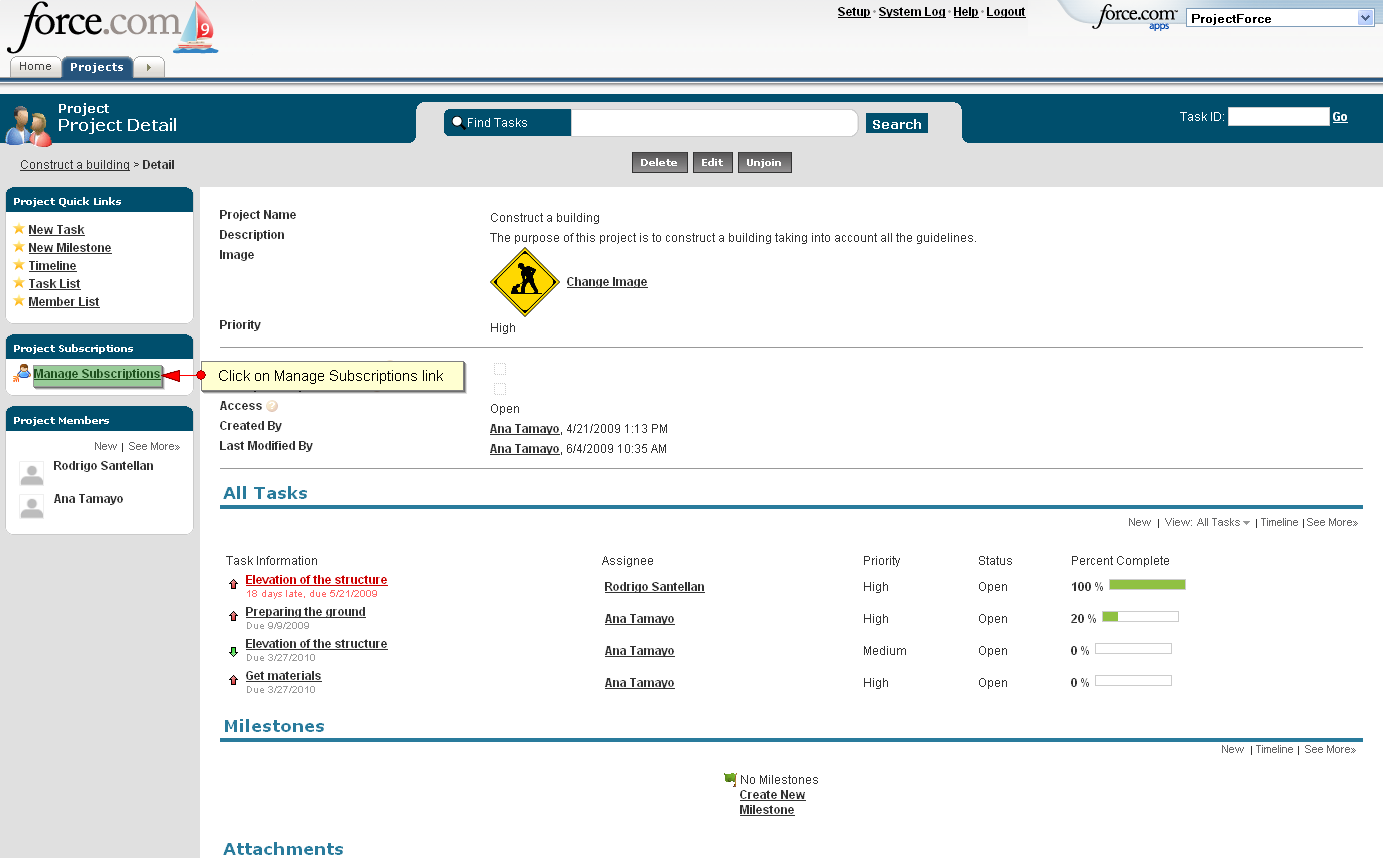 Setup · System Log · Help · Logout
force.com
9
force.com
apps
ProjectForce
Home
Projects
Project
Project Detail
Find Tasks
Search
Task ID:
Go
Construct a building > Detail
Delete
Edit
Unjoin
Project Quick Links
New Task
New Milestone
Timeline
Task List
Member List
Project Subscriptions
Manage Subscriptions
Click on Manage Subscriptions link
Project Members
New | See More»
Rodrigo Santellan
Ana Tamayo
Project Name Construct a building
Description The purpose of this project is to construct a building taking into account all the guidelines.
Image
Change Image
Priority High
Access ? Open
Created By Ana Tamayo, 4/21/2009 1:13 PM
Last Modified By Ana Tamayo, 6/4/2009 10:35 AM
All Tasks
New | View: All Tasks | Timeline | See More»
Task Information Assignee Priority Status Percent Complete
Elevation of the structure Rodrigo Santellan High Open 100 %
18 days late, due 5/21/2009
Preparing the ground Ana Tamayo High Open 20 %
Due 9/9/2009
Elevation of the structure Ana Tamayo Medium Open 0 %
Due 3/27/2010
Get materials Ana Tamayo High Open 0 %
Due 3/27/2010
Milestones
New | Timeline | See More»
No Milestones
Create New
Milestone
Attachments